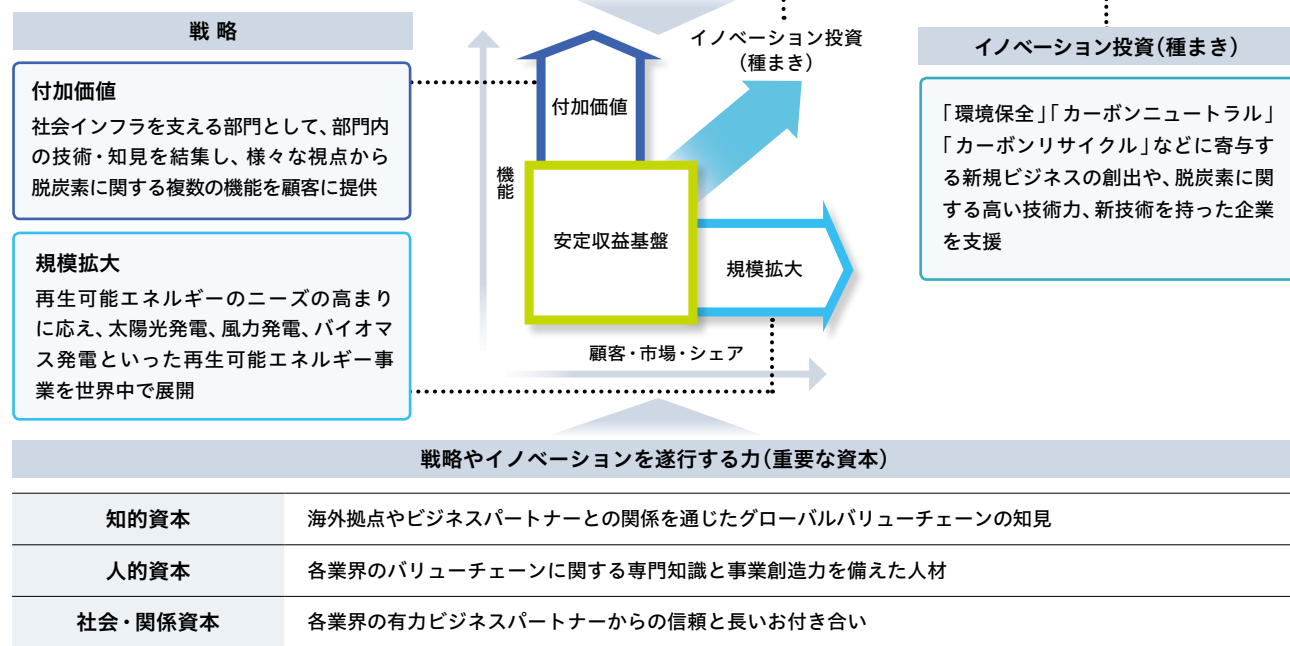 戦略
付加価値
社会インフラを支える部門として、部門内
の技術・知見を結集し、様々な視点から
脱炭素に関する複数の機能を顧客に提供
規模拡大
再生可能エネルギーのニーズの高まり
に応え、太陽光発電、風力発電、バイオマ
ス発電といった再生可能エネルギー事
業を世界中で展開
機能
付加価値
イノベーション投資
(種まき)
安定収益基盤
規模拡大
顧客・市場・シェア
イノベーション投資(種まき)
「環境保全」「カーボンニュートラル」
「カーボンリサイクル」などに寄与す
る新規ビジネスの創出や、脱炭素に関
する高い技術力、新技術を持った企業
を支援
戦略やイノベーションを遂行する力(重要な資本)
知的資本 海外拠点やビジネスパートナーとの関係を通じたグローバルバリューチェーンの知見
人的資本 各業界のバリューチェーンに関する専門知識と事業創造力を備えた人材
社会・関係資本 各業界の有力ビジネスパートナーからの信頼と長いお付き合い